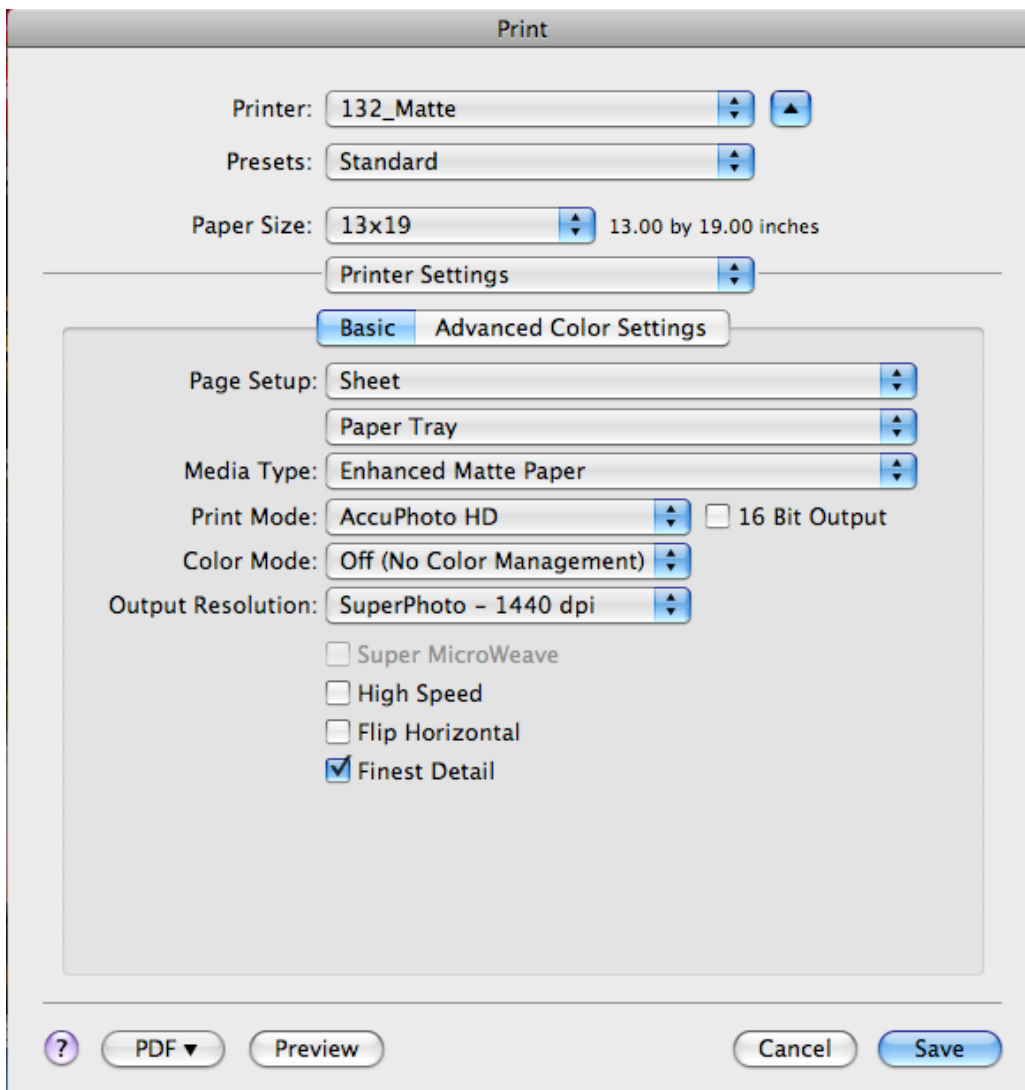 Print
Printer: 132_Matte
Presets: Standard
Paper Size: 13x19 13.00 by 19.00 inches
Printer Settings
Basic Advanced Color Settings
Page Setup: Sheet
Paper Tray
Media Type: Enhanced Matte Paper
Print Mode: AccuPhoto HD 16 Bit Output
Color Mode: Off (No Color Management)
Output Resolution: SuperPhoto – 1440 dpi
Super MicroWeave
High Speed
Flip Horizontal
Finest Detail
? PDF ▼ Preview Cancel Save